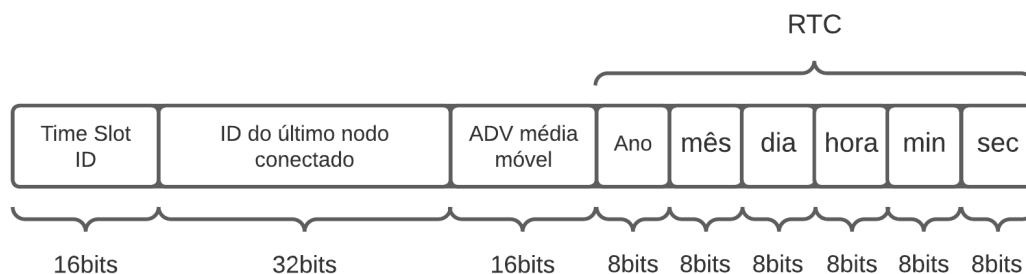 RTC
Time Slot
ID
ID do último nodo
conectado
ADV média
móvel
Ano
mês
dia
hora
min
sec
16bits
32bits
16bits
8bits
8bits
8bits
8bits
8bits
8bits